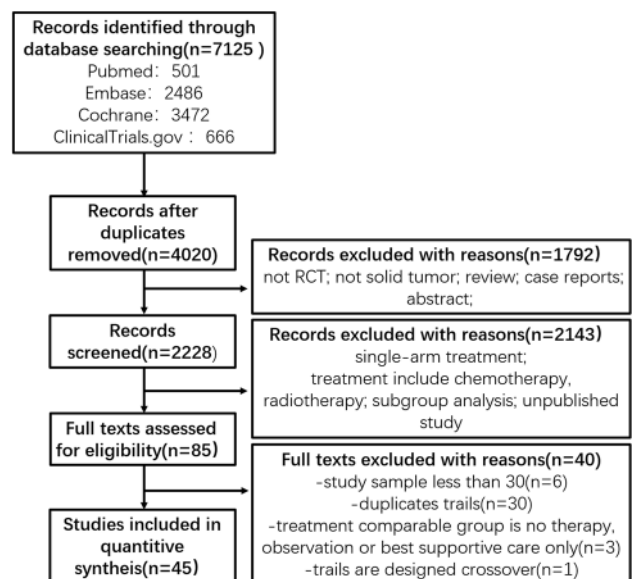 Records identified through
database searching(n=7125 )
Pubmed： 501
Embase： 2486
Cochrane： 3472
ClinicalTrials.gov： 666
Records after
duplicates
removed(n=4020)
Records excluded with reasons(n=1792)
not RCT; not solid tumor; review; case reports;
abstract;
Records
screened(n=2228)
Records excluded with reasons(n=2143)
single-arm treatment;
treatment include chemotherapy,
radiotherapy; subgroup analysis; unpublished
study
Full texts assessed
for eligibility(n=85)
Full texts excluded with reasons(n=40)
-study sample less than 30(n=6)
-duplicates trails(n=30)
-treatment comparable group is no therapy,
observation or best supportive care only(n=3)
-trails are designed crossover(n=1)
Studies included in
quantitive
syntheis(n=45)